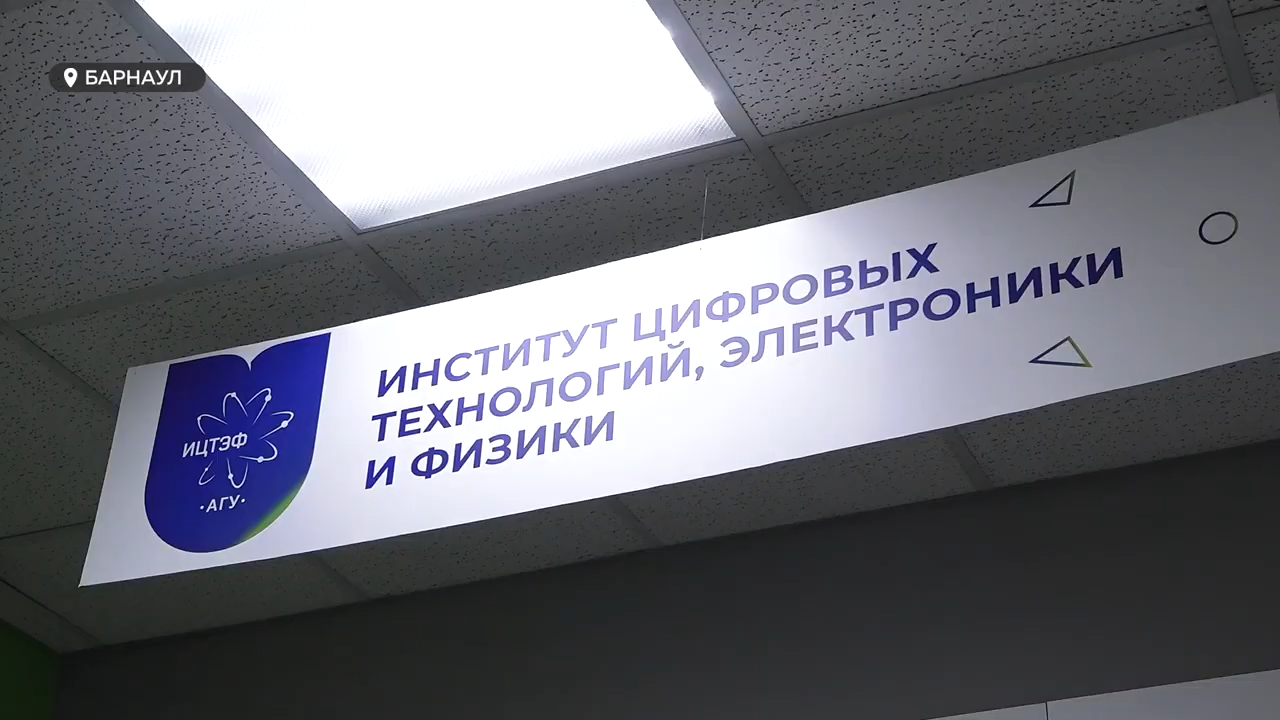 БАРНАУЛ
ИНСТИТУТ ЦИФРОВЫХ
ТЕХНОЛОГИЙ, ЭЛЕКТРОНИКИ
И ФИЗИКИ
ИЦТЭФ
·АГУ·